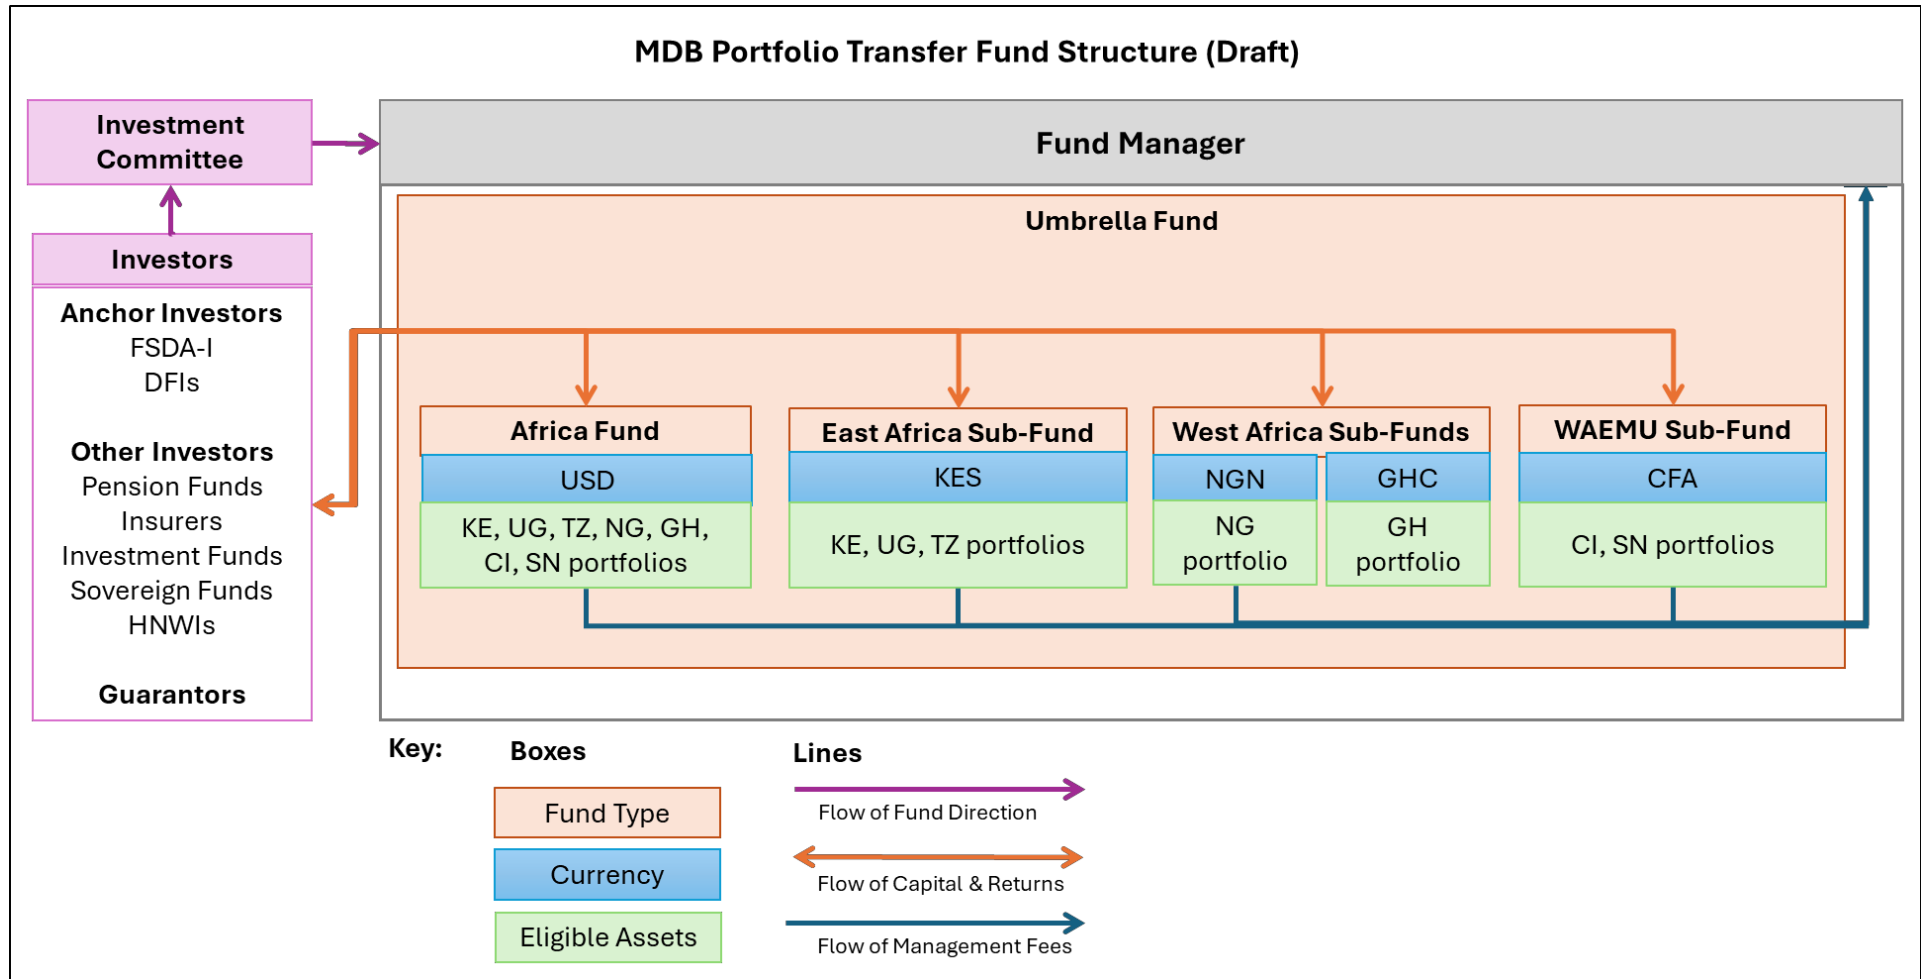 MDB Portfolio Transfer Fund Structure (Draft)
Investment
Committee
Fund Manager
Investors
Anchor Investors
FSDA-I
DFIs
Other Investors
Pension Funds
Insurers
Investment Funds
Sovereign Funds
HNWIs
Guarantors
Umbrella Fund
Africa Fund
USD
KE, UG, TZ, NG, GH,
CI, SN portfolios
East Africa Sub-Fund
KES
KE, UG, TZ portfolios
West Africa Sub-Funds
NGN
NG
portfolio
GHC
GH
portfolio
WAEMU Sub-Fund
CFA
CI, SN portfolios
Key:
Boxes
Fund Type
Currency
Eligible Assets
Lines
Flow of Fund Direction
Flow of Capital & Returns
Flow of Management Fees